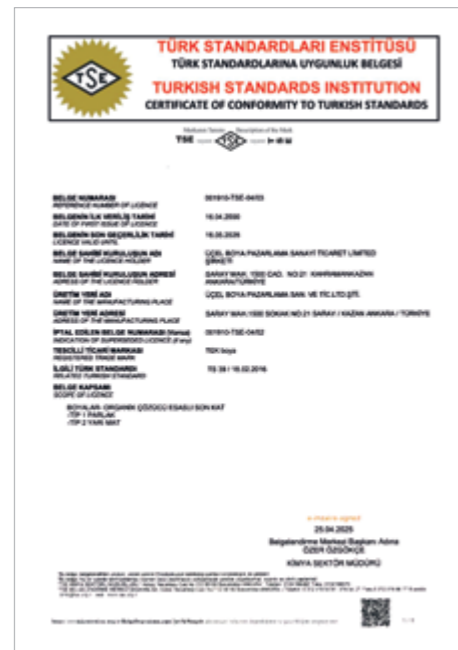 TSE
TÜRK STANDARDLARI ENSTİTÜSÜ
TÜRK STANDARDLARINA UYGUNLUK BELGESİ
TURKISH STANDARDS INSTITUTION
CERTIFICATE OF CONFORMITY TO TURKISH STANDARDS
TSE
BELGE NUMARASI 001910-TSE-04/03
REFERENCE NUMBER OF LICENCE
BELGENİN İLK VERİLİŞ TARİHİ
DATE OF FIRST ISSUE OF LICENCE
BELGENİN SON GEÇERLİLİK TARİHİ
LICENCE VALID UNTIL
BELGE SAHİBİ KURULUŞUN ADI ÜÇEL BOYA PAZARLAMA SANAYİ TİCARET LİMİTED
NAME OF THE LICENCE HOLDER ŞİRKETİ
BELGE SAHİBİ KURULUŞUN ADRESİ SARAY MAH. 1500 CAD. NO:21 KAHRAMANKAZAN
ADRESS OF THE LICENCE HOLDER ANKARA/TÜRKİYE
ÜRETİM YERİ ADI ÜÇEL BOYA PAZARLAMA SAN. VE TİC.LTD.ŞTİ.
NAME OF THE MANUFACTURING PLACE
ÜRETİM YERİ ADRESİ SARAY MAH.1500 SOKAK NO:21 SARAY / KAZAN ANKARA / TÜRKİYE
ADRESS OF THE MANUFACTURING PLACE
İPTAL EDİLEN BELGE NUMARASI (Varsa) 001910-TSE-04/02
INDICATION OF SUPERSEDED LICENCE (if any)
TESCİLLİ TİCARİ MARKASI boya
REGISTERED TRADE MARK
İLGİLİ TÜRK STANDARDI TS 39 / 16.02.2016
RELATED TURKISH STANDARD
BELGE KAPSAMI
SCOPE OF LICENCE
BOYALAR- ORGANİK ÇÖZÜCÜ ESASLI SON KAT
-TİP 1 PARLAK
-TİP 2 YARI MAT
25.04.2025
Belgelendirme Merkezi Başkanı Adına
ÖZER ÖZGÖKÇE
KİMYA SEKTÖR MÜDÜRÜ